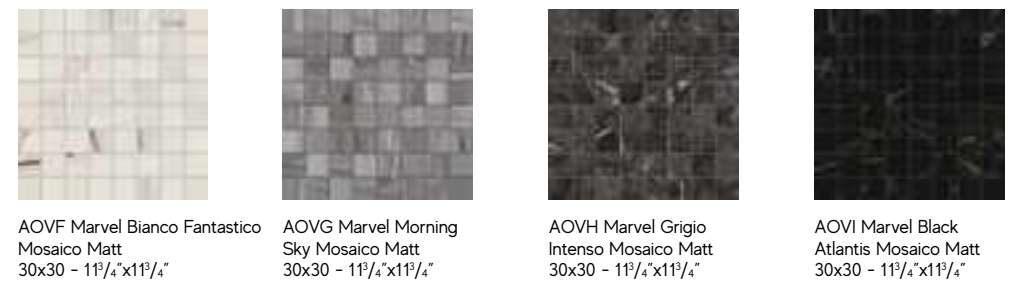 AOVF Marvel Bianco Fantastico
Mosaico Matt
30x30 - 11³/₄"x11³/₄"
AOVG Marvel Morning
Sky Mosaico Matt
30x30 - 11³/₄"x11³/₄"
AOVH Marvel Grigio
Intenso Mosaico Matt
30x30 - 11³/₄"x11³/₄"
AOVI Marvel Black
Atlantis Mosaico Matt
30x30 - 11³/₄"x11³/₄"